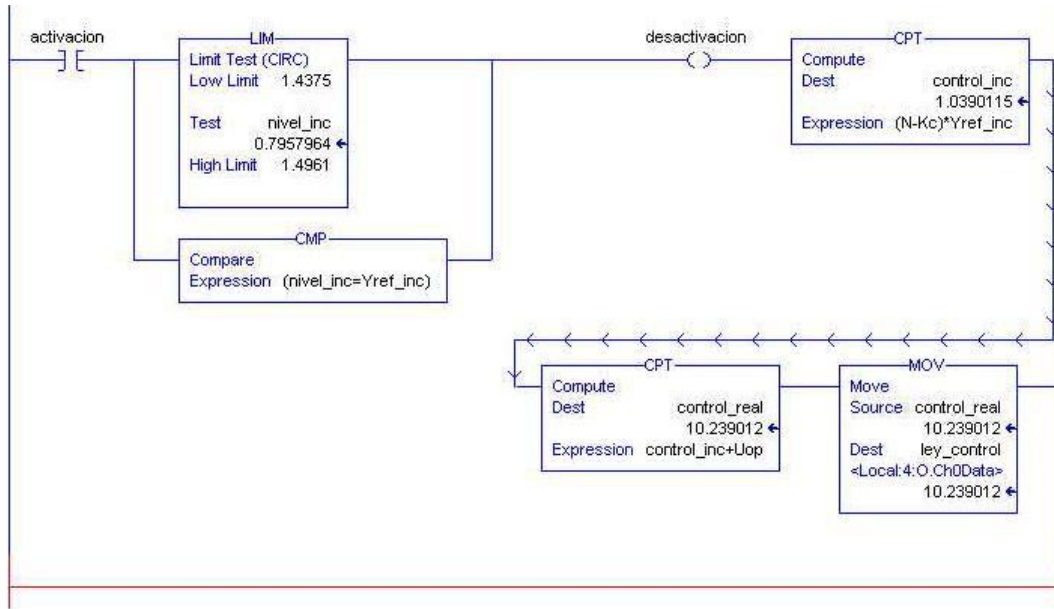 activacion
LIM
Limit Test (CIRC)
Low Limit 1.4375
Test nivel_inc
0.7957964
High Limit 1.4961
CMP
Compare
Expression (nivel_inc=Yref_inc)
desactivacion
CPT
Compute
Dest control_inc
1.0390115
Expression (N-Kc)*Yref_inc
CPT
Compute
Dest control_real
10.239012
Expression control_inc+Uop
MOV
Move
Source control_real
10.239012
Dest ley_control
<Local:4:O.Ch0Data>
10.239012